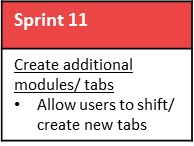 Sprint 11
Create additional
modules/ tabs
• Allow users to shift/
create new tabs